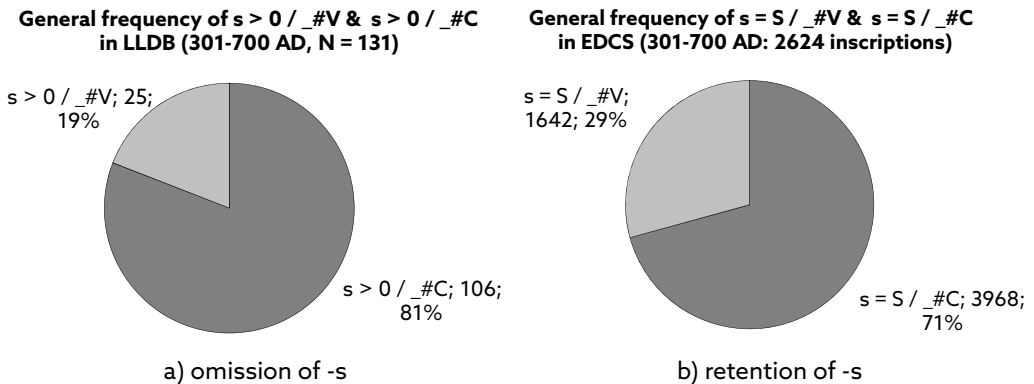 General frequency of s > 0 / _#V & s > 0 / _#C
in LLDB (301-700 AD, N = 131)
s > 0 / _#V; 25;
19%
s > 0 / _#C; 106;
81%
a) omission of -s
General frequency of s = S / _#V & s = S / _#C
in EDCS (301-700 AD: 2624 inscriptions)
s = S / _#V;
1642; 29%
s = S / _#C; 3968;
71%
b) retention of -s